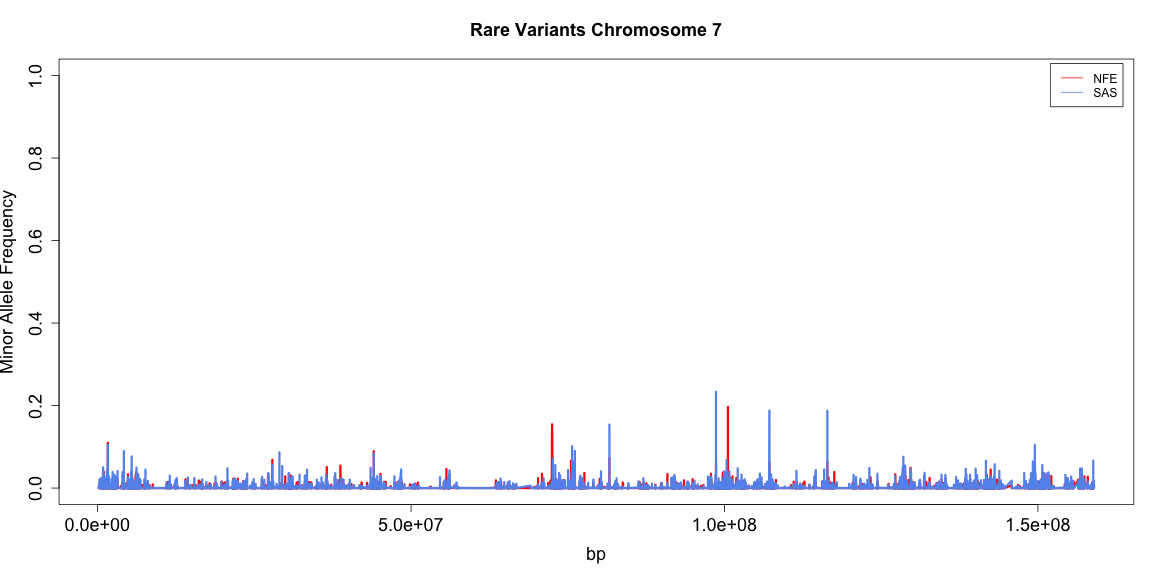 Rare Variants Chromosome 7
NFE
SAS
Minor Allele Frequency
1.0
0.8
0.6
0.4
0.2
0.0
0.0e+00
5.0e+07
1.0e+08
1.5e+08
bp